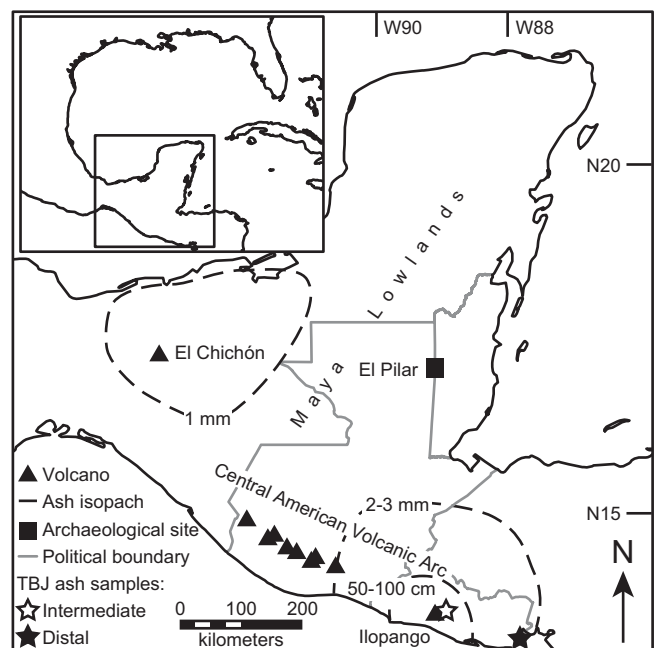 W90
W88
N20
Maya Lowlands
El Chichón
El Pilar
1 mm
Central American Volcanic Arc
2-3 mm
N15
50-100 cm
Ilopango
N
Volcano
Ash isopach
Archaeological site
Political boundary
TBJ ash samples:
Intermediate
Distal
0 100 200
kilometers